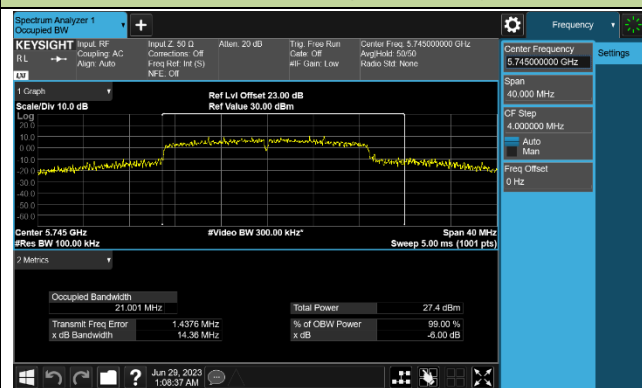 Spectrum Analyzer 1
Occupied BW
+
Frequency
KEYSIGHT
Input: RF
Coupling: AC
Align: Auto
Input Z: 50 Ω
Corrections: Off
Freq Ref: Int (S)
NFE: Off
Atten: 20 dB
Trig: Free Run
Gate: Off
#IF Gain: Low
Center Freq: 5.745000000 GHz
Avg|Hold: 50/50
Radio Std: None
RL
LXI
Center Frequency
5.745000000 GHz
Settings
Span
40.000 MHz
CF Step
4.000000 MHz
Auto
Man
Freq Offset
0 Hz
1 Graph
Scale/Div 10.0 dB
Ref Lvl Offset 23.00 dB
Ref Value 30.00 dBm
Log
20.0
10.0
0.00
-10.0
-20.0
-30.0
-40.0
-50.0
-60.0
Center 5.745 GHz
#Res BW 100.00 kHz
#Video BW 300.00 kHz*
Span 40 MHz
Sweep 5.00 ms (1001 pts)
2 Metrics
Occupied Bandwidth
21.001 MHz
Total Power 27.4 dBm
Transmit Freq Error 1.4376 MHz
% of OBW Power 99.00 %
x dB Bandwidth 14.36 MHz
x dB -6.00 dB
?
Jun 29, 2023
1:08:37 AM